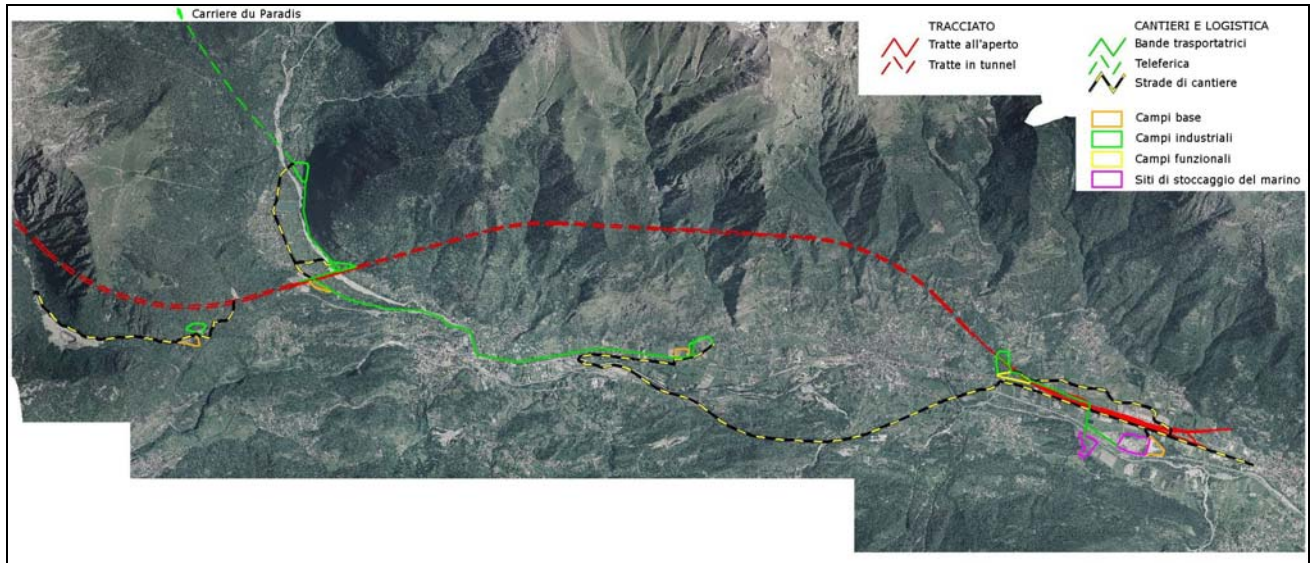 Carriere du Paradis
TRACCIATO
Tratte all'aperto
Tratte in tunnel
CANTIERI E LOGISTICA
Bande trasportatrici
Teleferica
Strade di cantiere
Campi base
Campi industriali
Campi funzionali
Siti di stoccaggio del marino